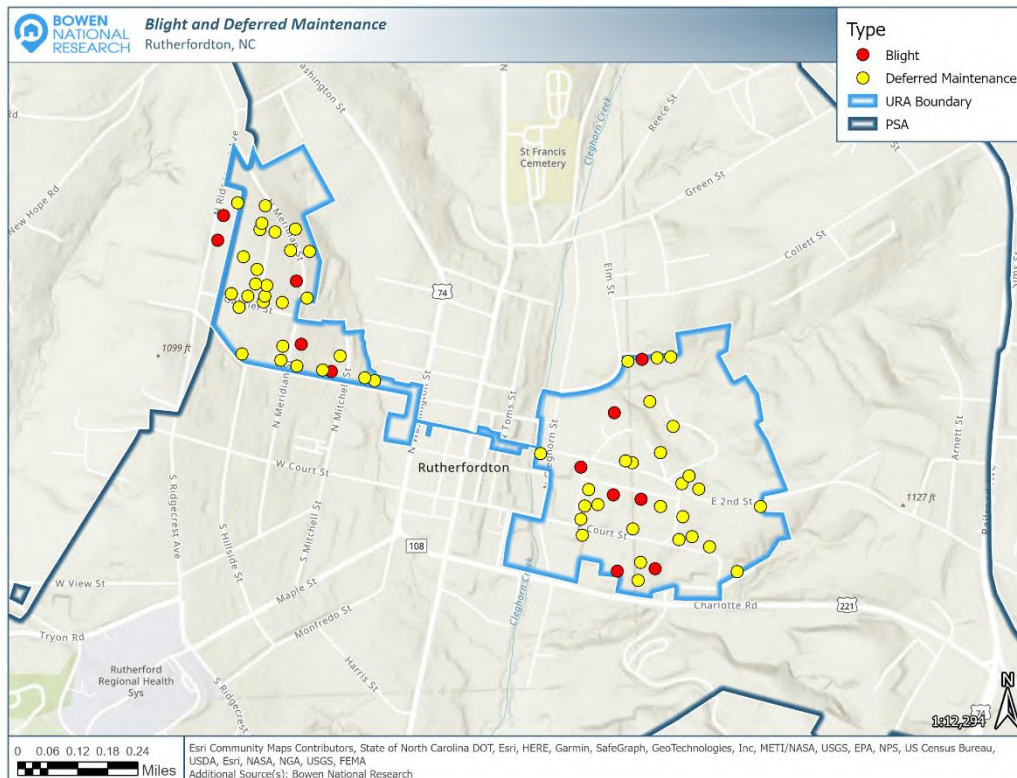 BOWEN
NATIONAL
RESEARCH
Blight and Deferred Maintenance
Rutherfordton, NC
Type
Blight
Deferred Maintenance
URA Boundary
PSA
Washington St
N
Cleghorn Creek
Reece St
St Francis
Cemetery
Green St
New Hope Rd
Rd
N Meridian St
Collett St
Elm St
74
1099 ft
N Meridian
N Mitchell St
N Washington St
N Toms St
N Cleghorn St
Rutherfordton
W Court St
E 2nd St
1127 ft
Arnett St
Railroad Ave
S Ridgecrest Ave
S Hillside St
S Mitchell St
Court St
108
W View St
Maple St
Cleghorn Creek
Charlotte Rd
221
Monfredo St
Tryon Rd
Harris St
Rutherford
Regional Health
Sys
S Ridgecrest
N
74
1:12,294
0 0.06 0.12 0.18 0.24
Miles
Esri Community Maps Contributors, State of North Carolina DOT, Esri, HERE, Garmin, SafeGraph, GeoTechnologies, Inc, METI/NASA, USGS, EPA, NPS, US Census Bureau,
USDA, Esri, NASA, NGA, USGS, FEMA
Additional Source(s): Bowen National Research